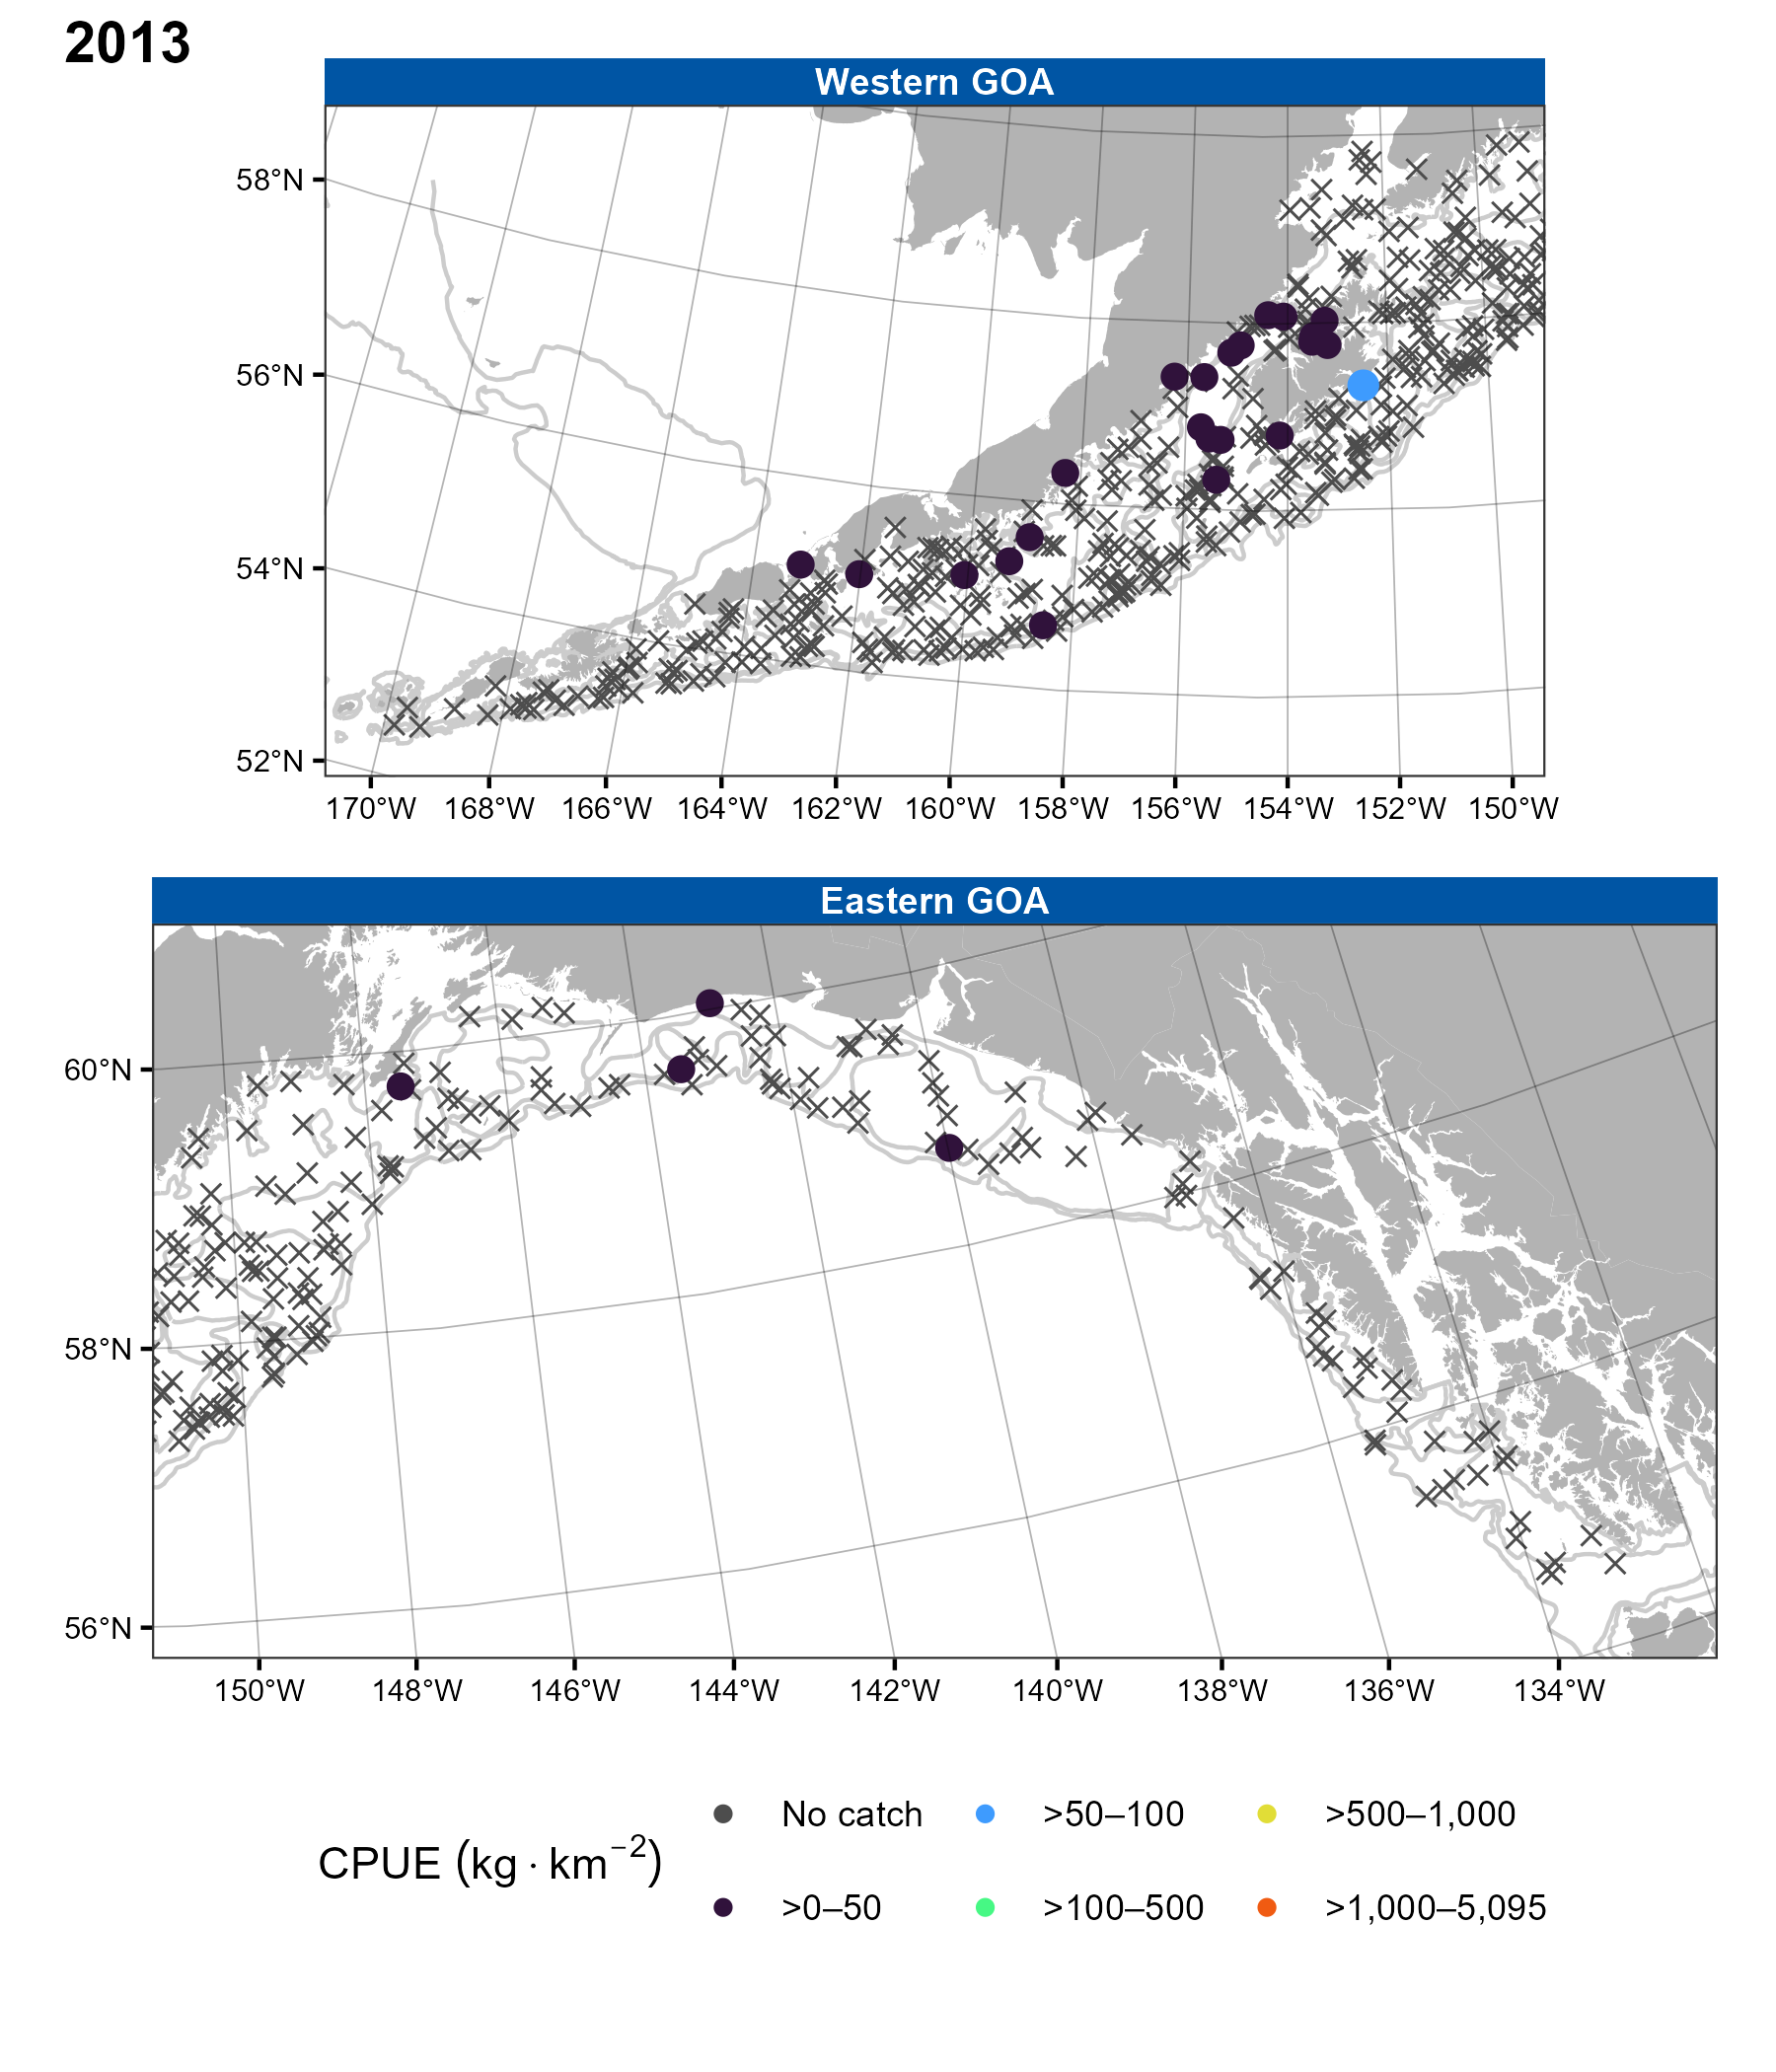 2013
Western GOA
58°N
56°N
54°N
52°N
170°W 168°W 166°W 164°W 162°W 160°W 158°W 156°W 154°W 152°W 150°W
Eastern GOA
60°N
58°N
56°N
150°W 148°W 146°W 144°W 142°W 140°W 138°W 136°W 134°W
CPUE (kg · km⁻²)
No catch >50–100 >500–1,000
>0–50 >100–500 >1,000–5,095